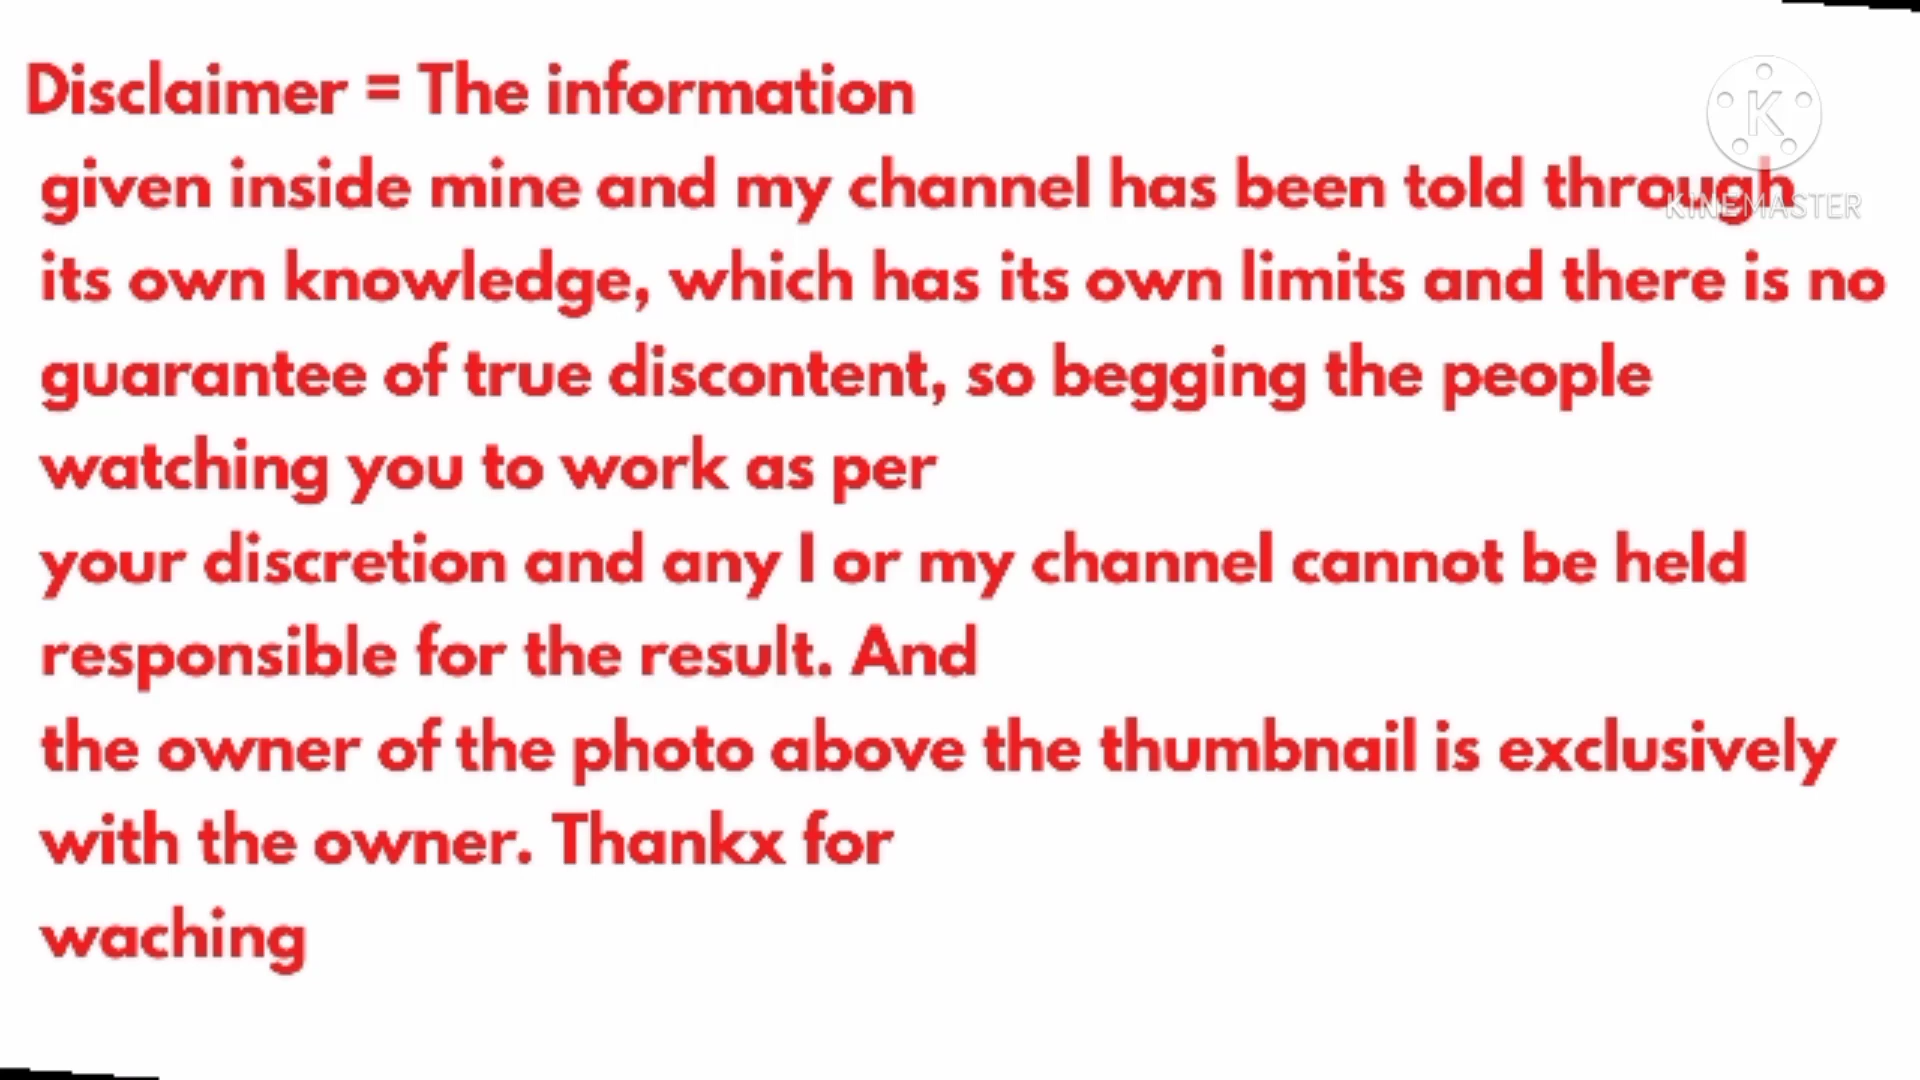 Disclaimer = The information
given inside mine and my channel has been told through
its own knowledge, which has its own limits and there is no
guarantee of true discontent, so begging the people
watching you to work as per
your discretion and any I or my channel cannot be held
responsible for the result. And
the owner of the photo above the thumbnail is exclusively
with the owner. Thankx for
waching
K
KINEMASTER